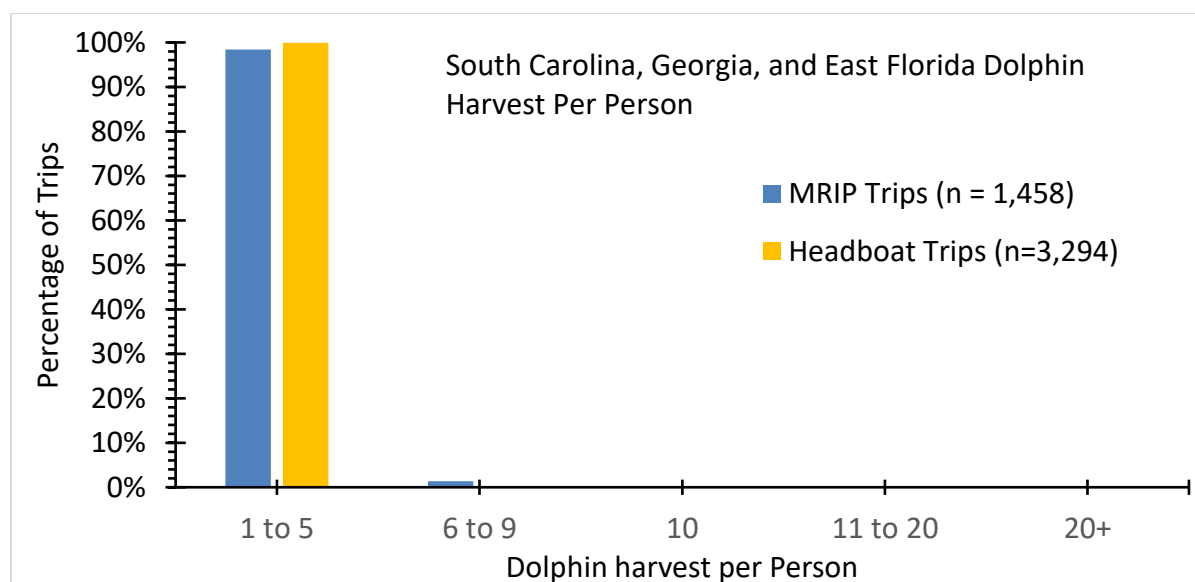 South Carolina, Georgia, and East Florida Dolphin
Harvest Per Person
MRIP Trips (n = 1,458)
Headboat Trips (n=3,294)
Percentage of Trips
100%
90%
80%
70%
60%
50%
40%
30%
20%
10%
0%
1 to 5 6 to 9 10 11 to 20 20+
Dolphin harvest per Person